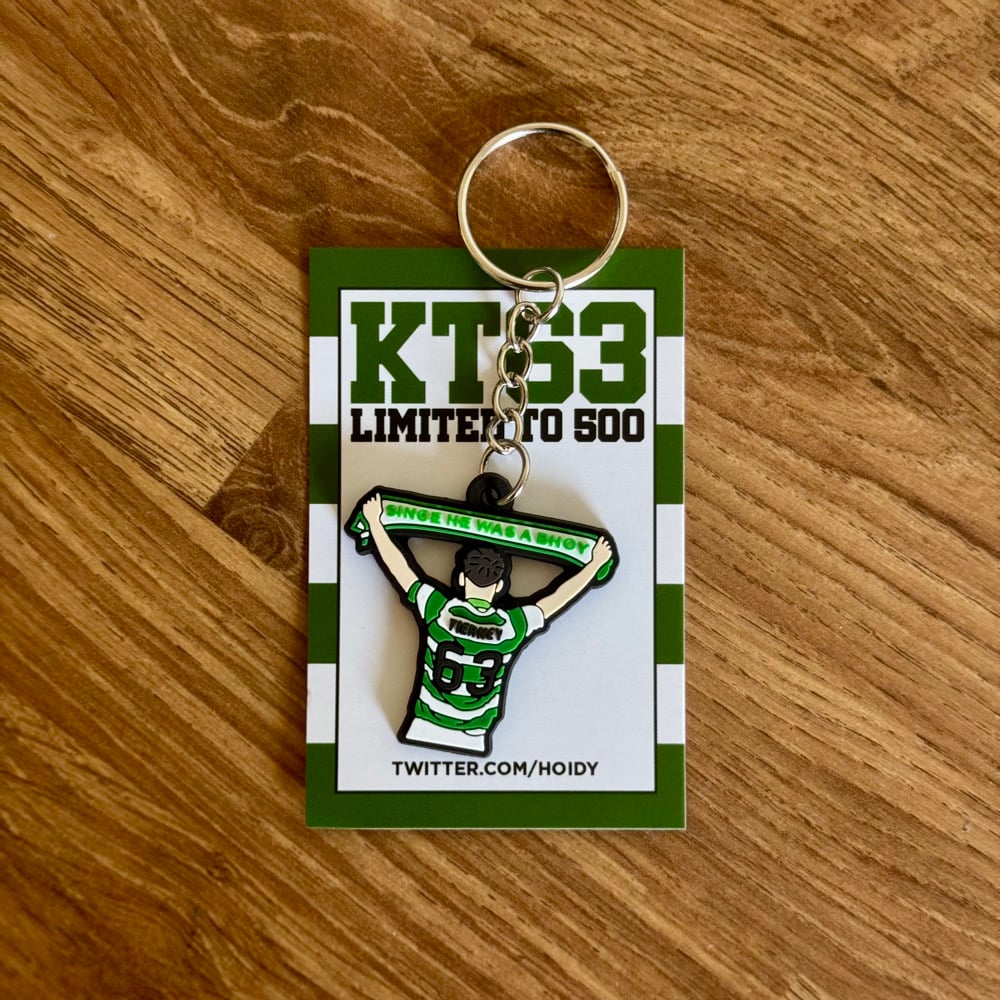 KT63
LIMITED TO 500
SINCE HE WAS A BHOY
TIERNEY
63
TWITTER.COM/HOIDY